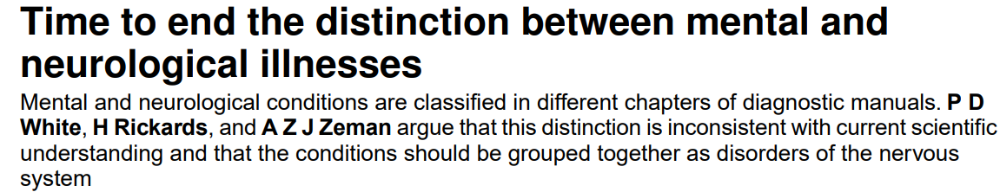 Time to end the distinction between mental and
neurological illnesses
Mental and neurological conditions are classified in different chapters of diagnostic manuals. P D
White, H Rickards, and A Z J Zeman argue that this distinction is inconsistent with current scientific
understanding and that the conditions should be grouped together as disorders of the nervous
system